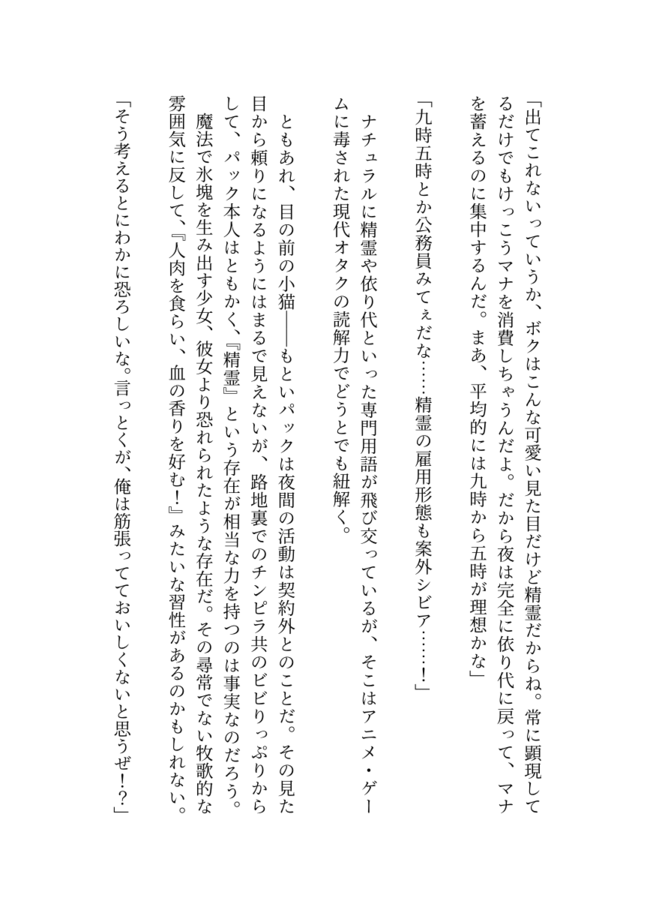 「出てこれないっていうか、ボクはこんな可愛い見た目だけど精霊だからね。常に顕現して
るだけでもけっこうマナを消費しちゃうんだよ。だから夜は完全に依り代に戻って、マナ
を蓄えるのに集中するんだ。まあ、平均的には九時から五時が理想かな」
「九時五時とか公務員みてぇだな……精霊の雇用形態も案外シビア……！」
ナチュラルに精霊や依り代といった専門用語が飛び交っているが、そこはアニメ・ゲー
ムに毒された現代オタクの読解力でどうとでも紐解く。
ともあれ、目の前の小猫――もといパックは夜間の活動は契約外とのことだ。その見た
目から頼りになるようにはまるで見えないが、路地裏でのチンピラ共のビビりっぷりから
して、パック本人はともかく、『精霊』という存在が相当な力を持つのは事実なのだろう。
魔法で氷塊を生み出す少女、彼女より恐れられたような存在だ。その尋常でない牧歌的な
雰囲気に反して、『人肉を食らい、血の香りを好む！』みたいな習性があるのかもしれない。
「そう考えるとにわかに恐ろしいな。言っとくが、俺は筋張っててておいしくないと思うぜ！？」